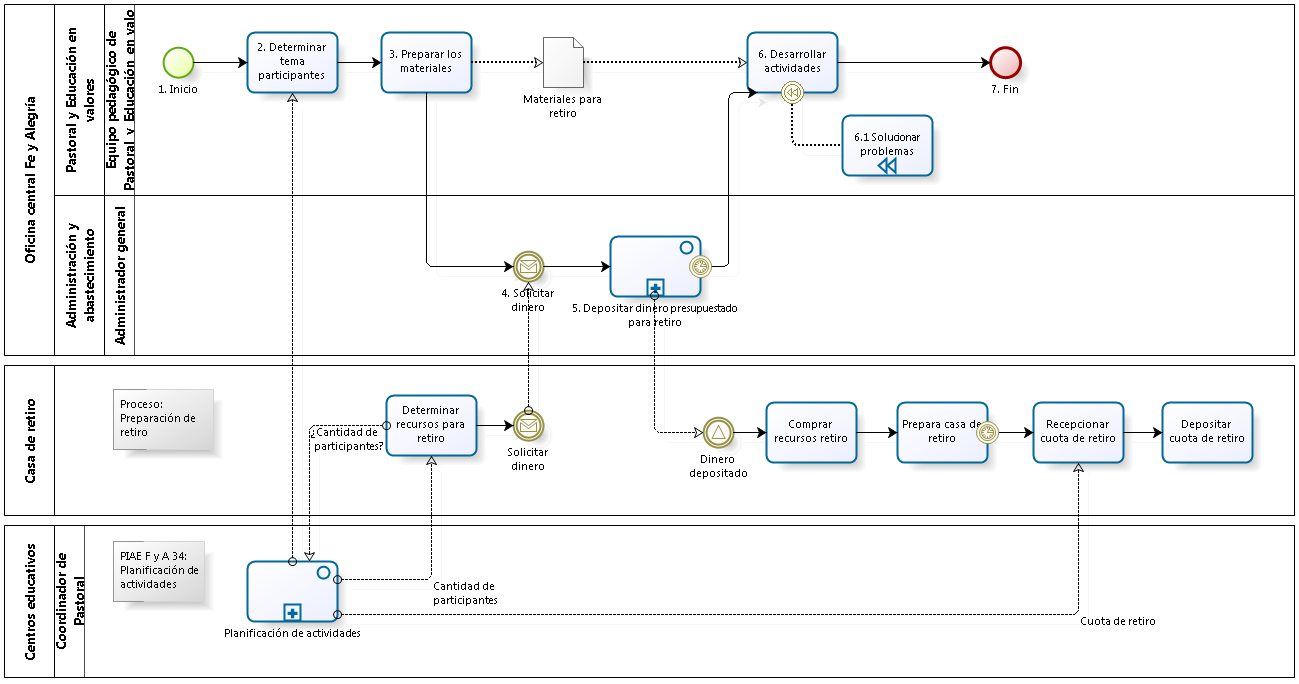 Oficina central Fe y Alegría
Pastoral y Educación en
valores
Equipo pedagógico de
Pastoral y Educación en valo
1. Inicio
2. Determinar
tema
participantes
3. Preparar los
materiales
Materiales para
retiro
6. Desarrollar
actividades
7. Fin
6.1 Solucionar
problemas
Administración y
abastecimiento
Administrador general
4. Solicitar
dinero
5. Depositar dinero presupuestado
para retiro
Casa de retiro
Proceso:
Preparación de
retiro
¿Cantidad de
participantes?
Determinar
recursos para
retiro
Solicitar
dinero
Dinero
depositado
Comprar
recursos retiro
Prepara casa de
retiro
Recepcionar
cuota de retiro
Depositar
cuota de retiro
Centros educativos
Coordinador de
Pastoral
PIAE F y A 34:
Planificación de
actividades
Planificación de actividades
Cantidad de
participantes
Cuota de retiro